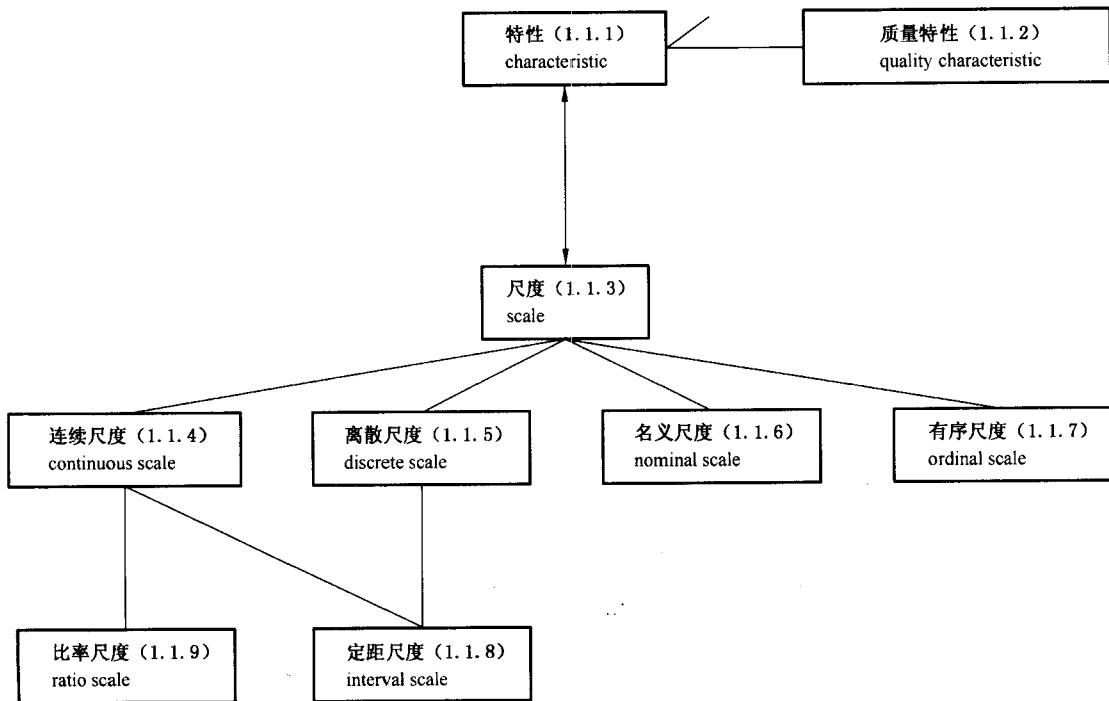 特性（1.1.1）
characteristic
质量特性（1.1.2）
quality characteristic
尺度（1.1.3）
scale
连续尺度（1.1.4）
continuous scale
离散尺度（1.1.5）
discrete scale
名义尺度（1.1.6）
nominal scale
有序尺度（1.1.7）
ordinal scale
比率尺度（1.1.9）
ratio scale
定距尺度（1.1.8）
interval scale